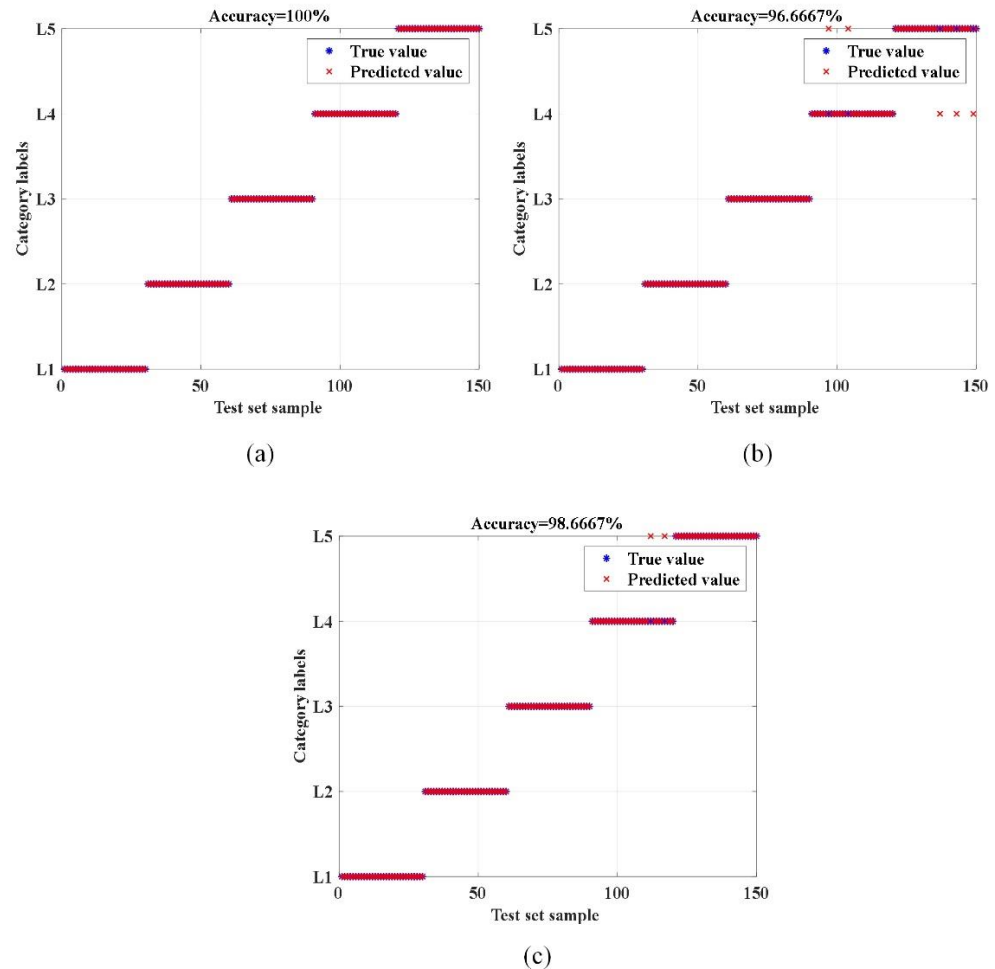 Accuracy=100%
L5
L4
L3
L2
L1
Category labels
True value
Predicted value
0
50
100
150
Test set sample
(a)
Accuracy=96.6667%
L5
L4
L3
L2
L1
Category labels
True value
Predicted value
0
50
100
150
Test set sample
(b)
Accuracy=98.6667%
L5
L4
L3
L2
L1
Category labels
True value
Predicted value
0
50
100
150
Test set sample
(c)